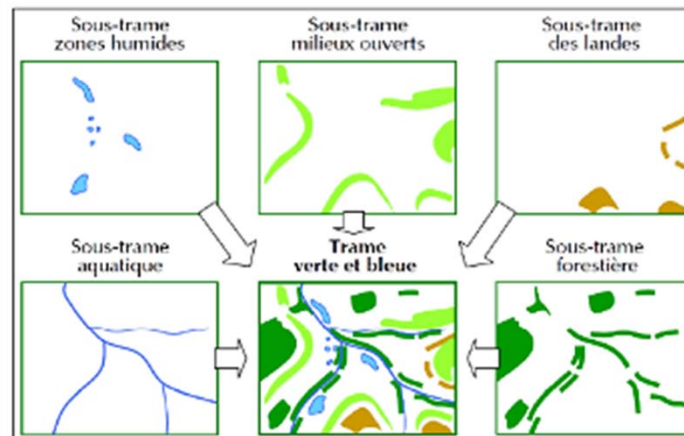 Sous-trame
zones humides
Sous-trame
milieux ouverts
Sous-trame
des landes
Sous-trame
aquatique
Trame
verte et bleue
Sous-trame
forestière